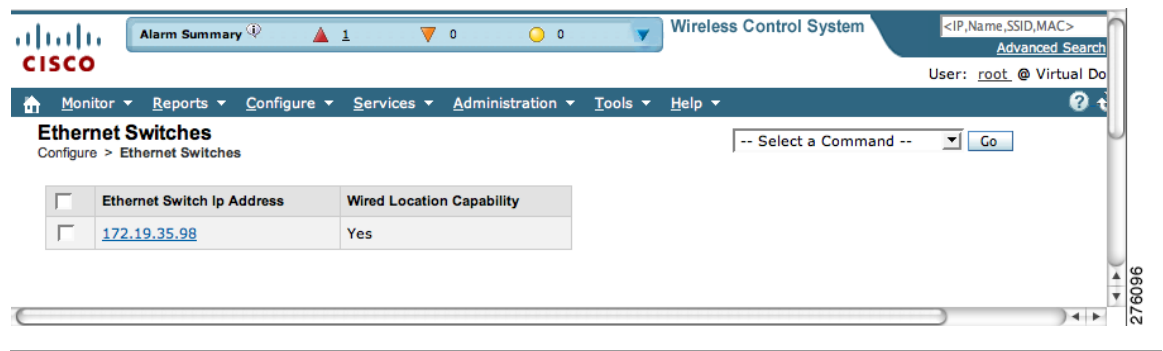 Alarm Summary 1 0 0
Wireless Control System
<IP,Name,SSID,MAC>
Advanced Search
CISCO
User: root @ Virtual Do
Monitor Reports Configure Services Administration Tools Help
Ethernet Switches
Configure > Ethernet Switches
-- Select a Command -- Go
Ethernet Switch Ip Address Wired Location Capability
172.19.35.98 Yes
276096